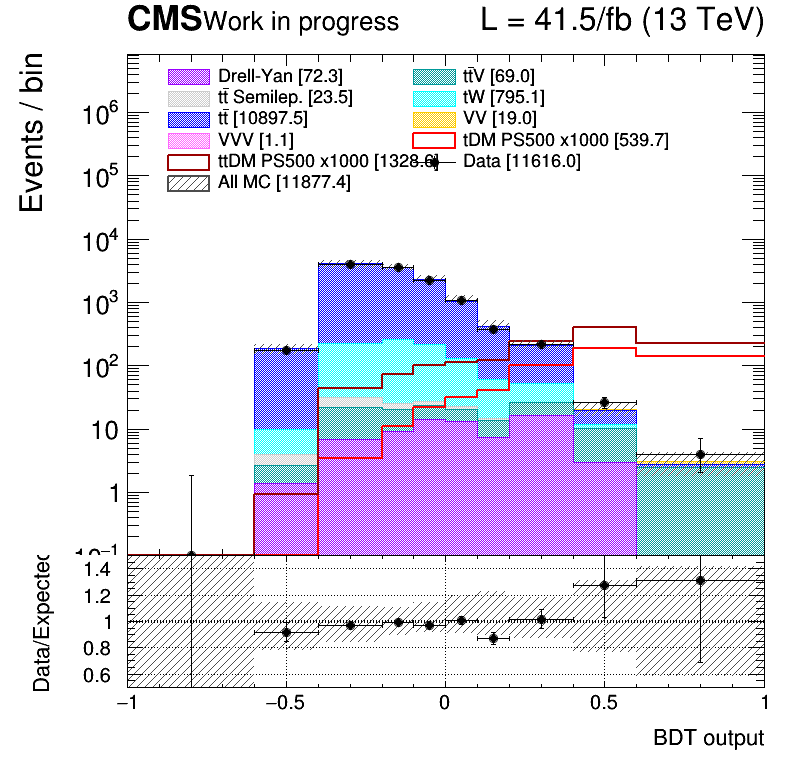 CMS Work in progress L = 41.5/fb (13 TeV)
Events / bin
Drell-Yan [72.3] tt̄V [69.0]
tt̄ Semilep. [23.5] tW [795.1]
tt̄ [10897.5] VV [19.0]
VVV [1.1] tDM PS500 x1000 [539.7]
ttDM PS500 x1000 [1328.6] Data [11616.0]
All MC [11877.4]
10⁶
10⁵
10⁴
10³
10²
10
1
10⁻¹
Data/Expected
1.4
1.2
1
0.8
0.6
−1 −0.5 0 0.5 1
BDT output